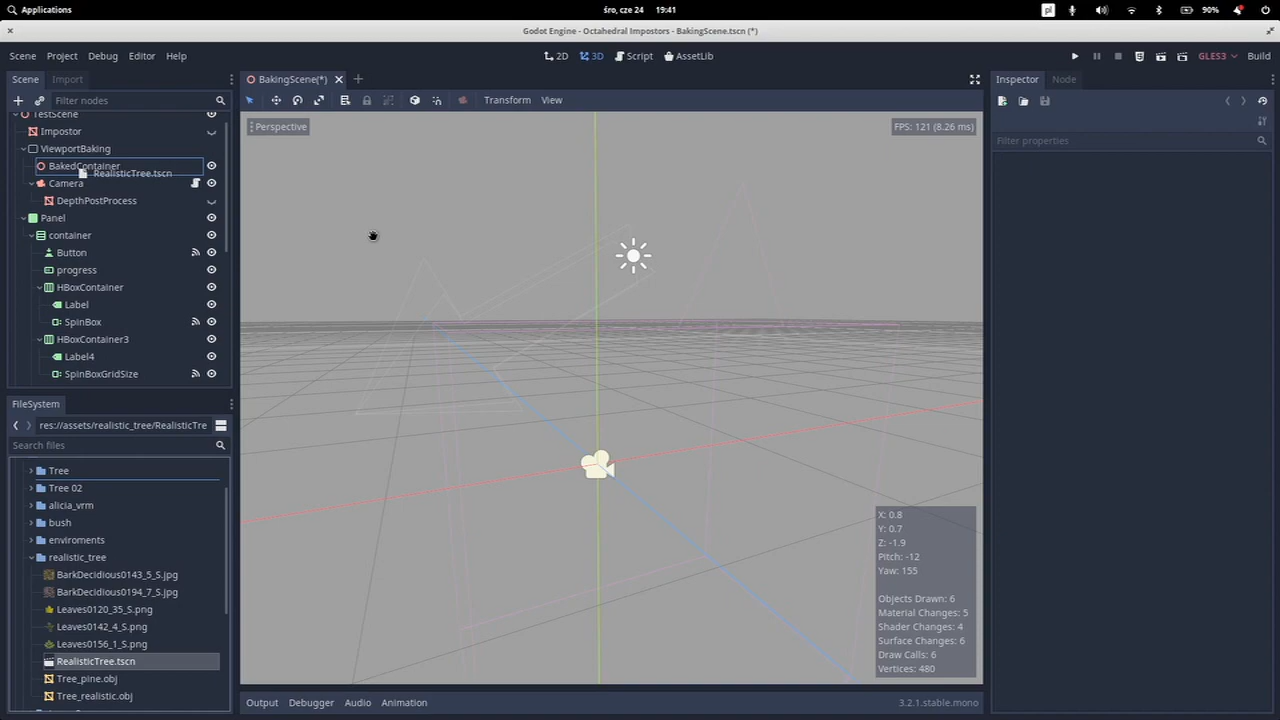 Applications
śro, cze 24 19:41
pl
90%
Godot Engine - Octahedral Impostors - BakingScene.tscn (*)
Scene Project Debug Editor Help
2D 3D Script AssetLib
GLES3 Build
Scene Import
BakingScene(*)
Inspector Node
Filter nodes
Transform View
TestScene
Impostor
ViewportBaking
BakedContainer
RealisticTree.tscn
Camera
DepthPostProcess
Panel
container
Button
progress
HBoxContainer
Label
SpinBox
HBoxContainer3
Label4
SpinBoxGridSize
Perspective
FPS: 121 (8.26 ms)
Filter properties
FileSystem
res://assets/realistic_tree/RealisticTre
Search files
Tree
Tree 02
alicia_vrm
bush
enviroments
realistic_tree
BarkDecidious0143_5_S.jpg
BarkDecidious0194_7_S.jpg
Leaves0120_35_S.png
Leaves0142_4_S.png
Leaves0156_1_S.png
RealisticTree.tscn
Tree_pine.obj
Tree_realistic.obj
X: 0.8
Y: 0.7
Z: -1.9
Pitch: -12
Yaw: 155
Objects Drawn: 6
Material Changes: 5
Shader Changes: 4
Surface Changes: 6
Draw Calls: 6
Vertices: 480
Output Debugger Audio Animation
3.2.1.stable.mono